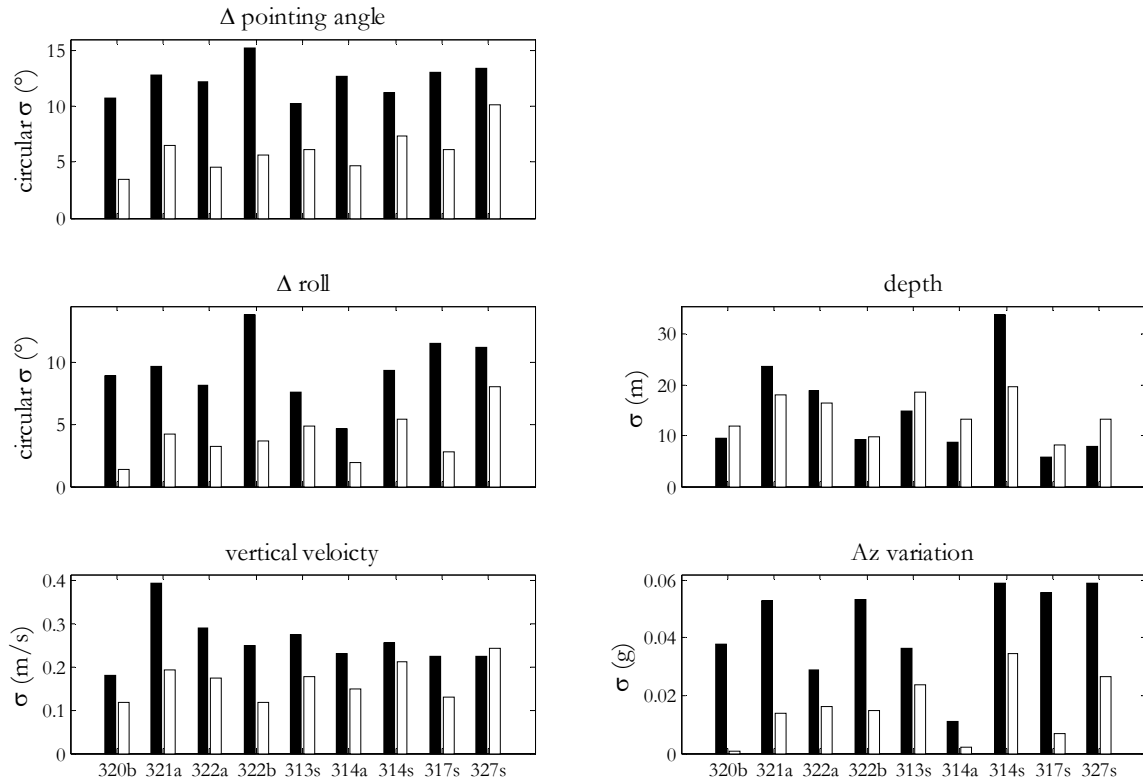 Δ pointing angle
circular σ (°)
15
10
5
0
Δ roll
circular σ (°)
10
5
0
depth
σ (m)
30
20
10
0
vertical veloicty
σ (m/s)
0.4
0.3
0.2
0.1
0
320b 321a 322a 322b 313s 314a 314s 317s 327s
Az variation
σ (g)
0.06
0.04
0.02
0
320b 321a 322a 322b 313s 314a 314s 317s 327s